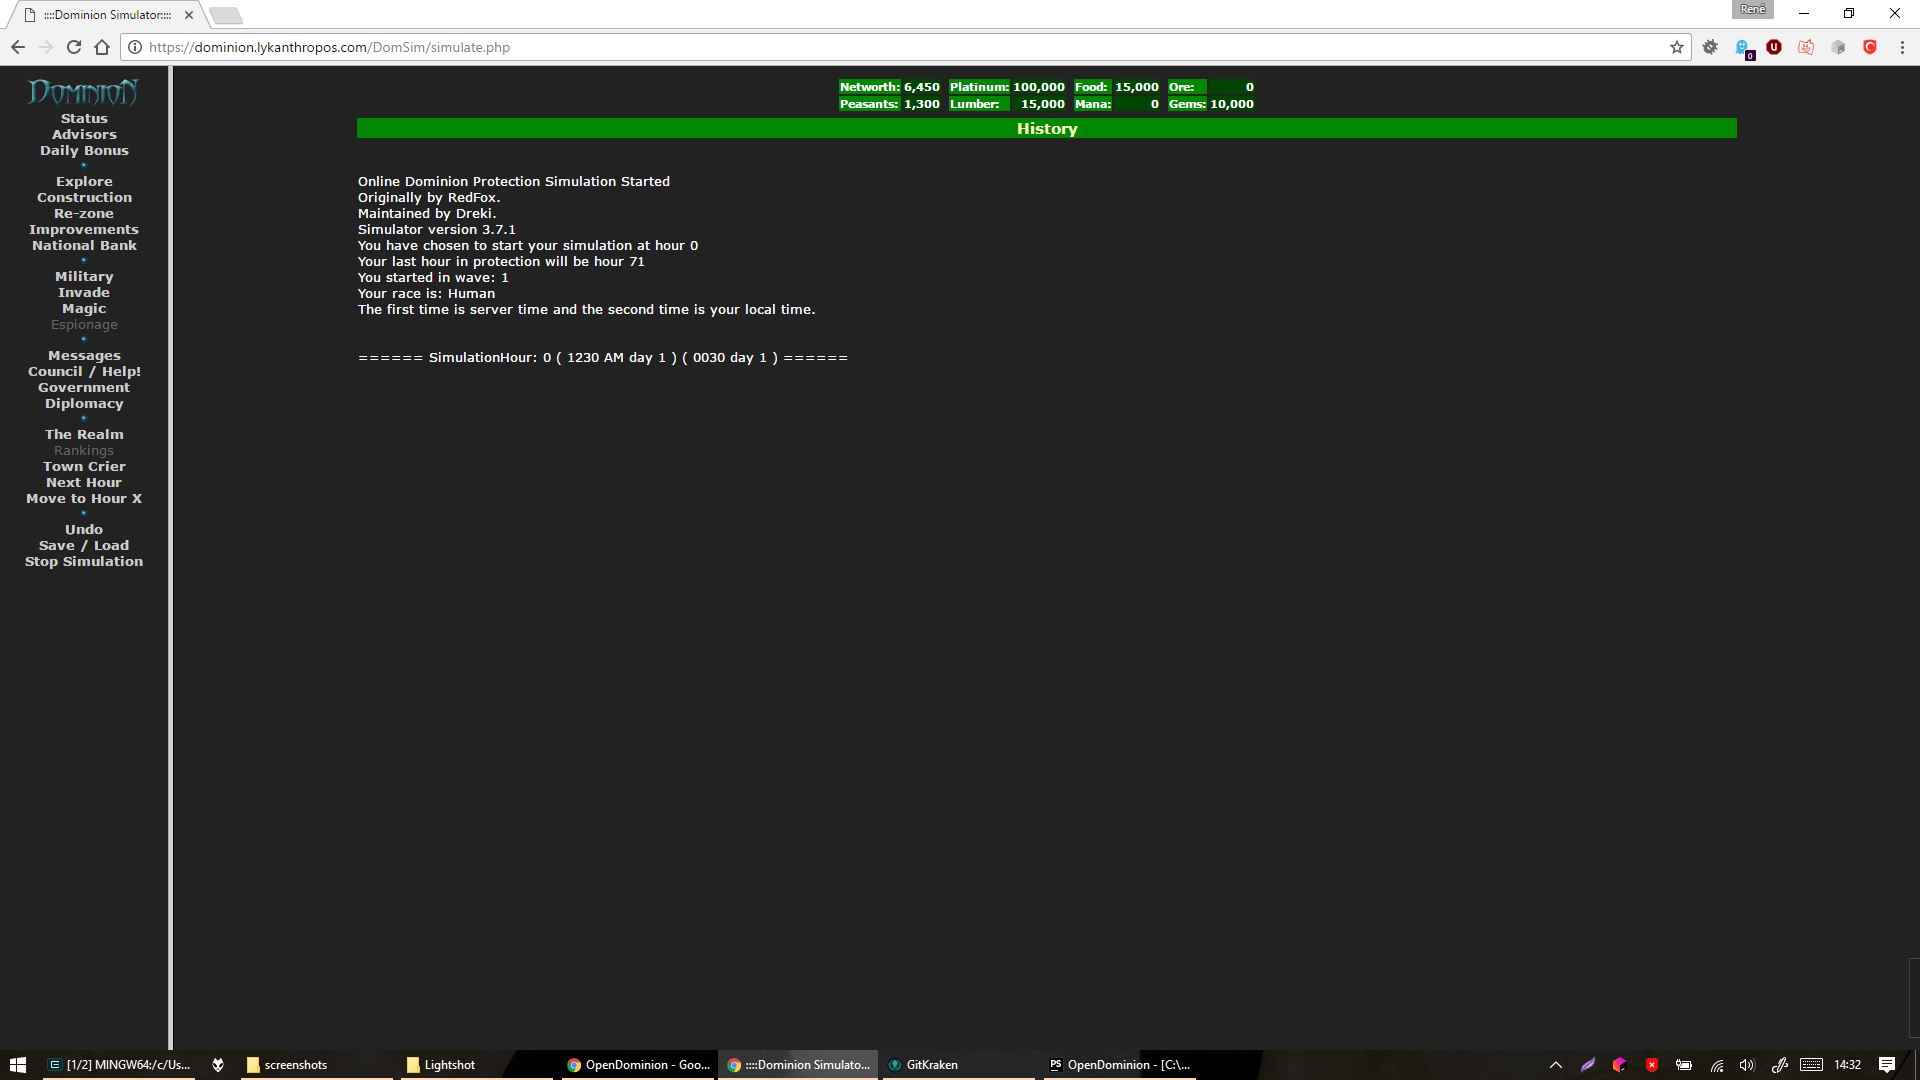 ::::Dominion Simulator::::
René
https://dominion.lykanthropos.com/DomSim/simulate.php
0
DOMINION
Status
Advisors
Daily Bonus
Explore
Construction
Re-zone
Improvements
National Bank
Military
Invade
Magic
Espionage
Messages
Council / Help!
Government
Diplomacy
The Realm
Rankings
Town Crier
Next Hour
Move to Hour X
Undo
Save / Load
Stop Simulation
Networth: 6,450 Platinum: 100,000 Food: 15,000 Ore: 0
Peasants: 1,300 Lumber: 15,000 Mana: 0 Gems: 10,000
History
Online Dominion Protection Simulation Started
Originally by RedFox.
Maintained by Dreki.
Simulator version 3.7.1
You have chosen to start your simulation at hour 0
Your last hour in protection will be hour 71
You started in wave: 1
Your race is: Human
The first time is server time and the second time is your local time.
====== SimulationHour: 0 ( 1230 AM day 1 ) ( 0030 day 1 ) ======
[1/2] MINGW64:/c/Us... screenshots Lightshot OpenDominion - Goo... ::::Dominion Simulato... GitKraken PS OpenDominion - [C:\... 14:32